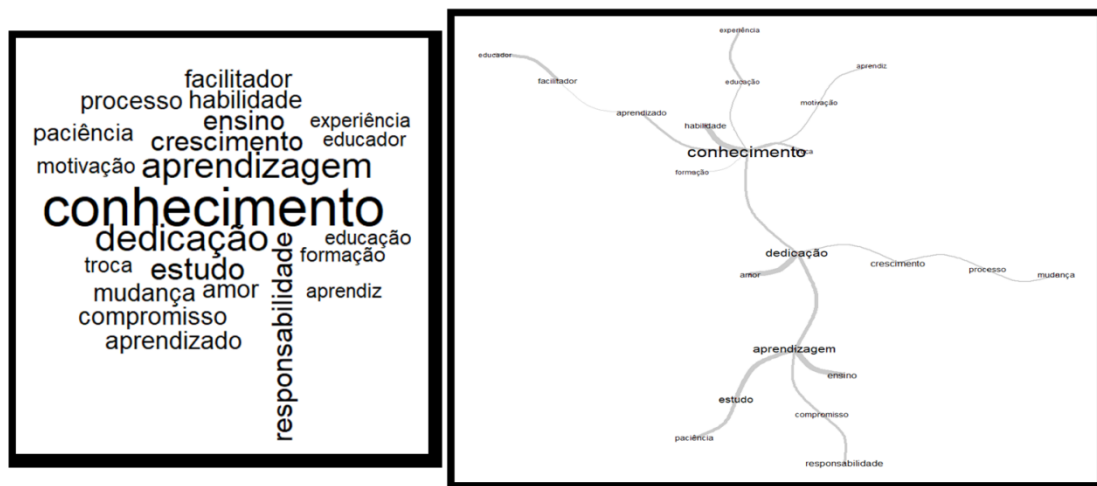 facilitador
processo habilidade
ensino experiência
paciência crescimento educador
motivação aprendizagem
conhecimento
dedicação educação
troca estudo formação
mudança amor aprendiz
compromisso
aprendizado
responsabilidade
experiência
educador
aprendiz
facilitador educação
motivação
aprendizado
habilidade
conhecimento
formação
dedicação
crescimento
amor processo mudança
aprendizagem
ensino
estudo
compromisso
paciência
responsabilidade